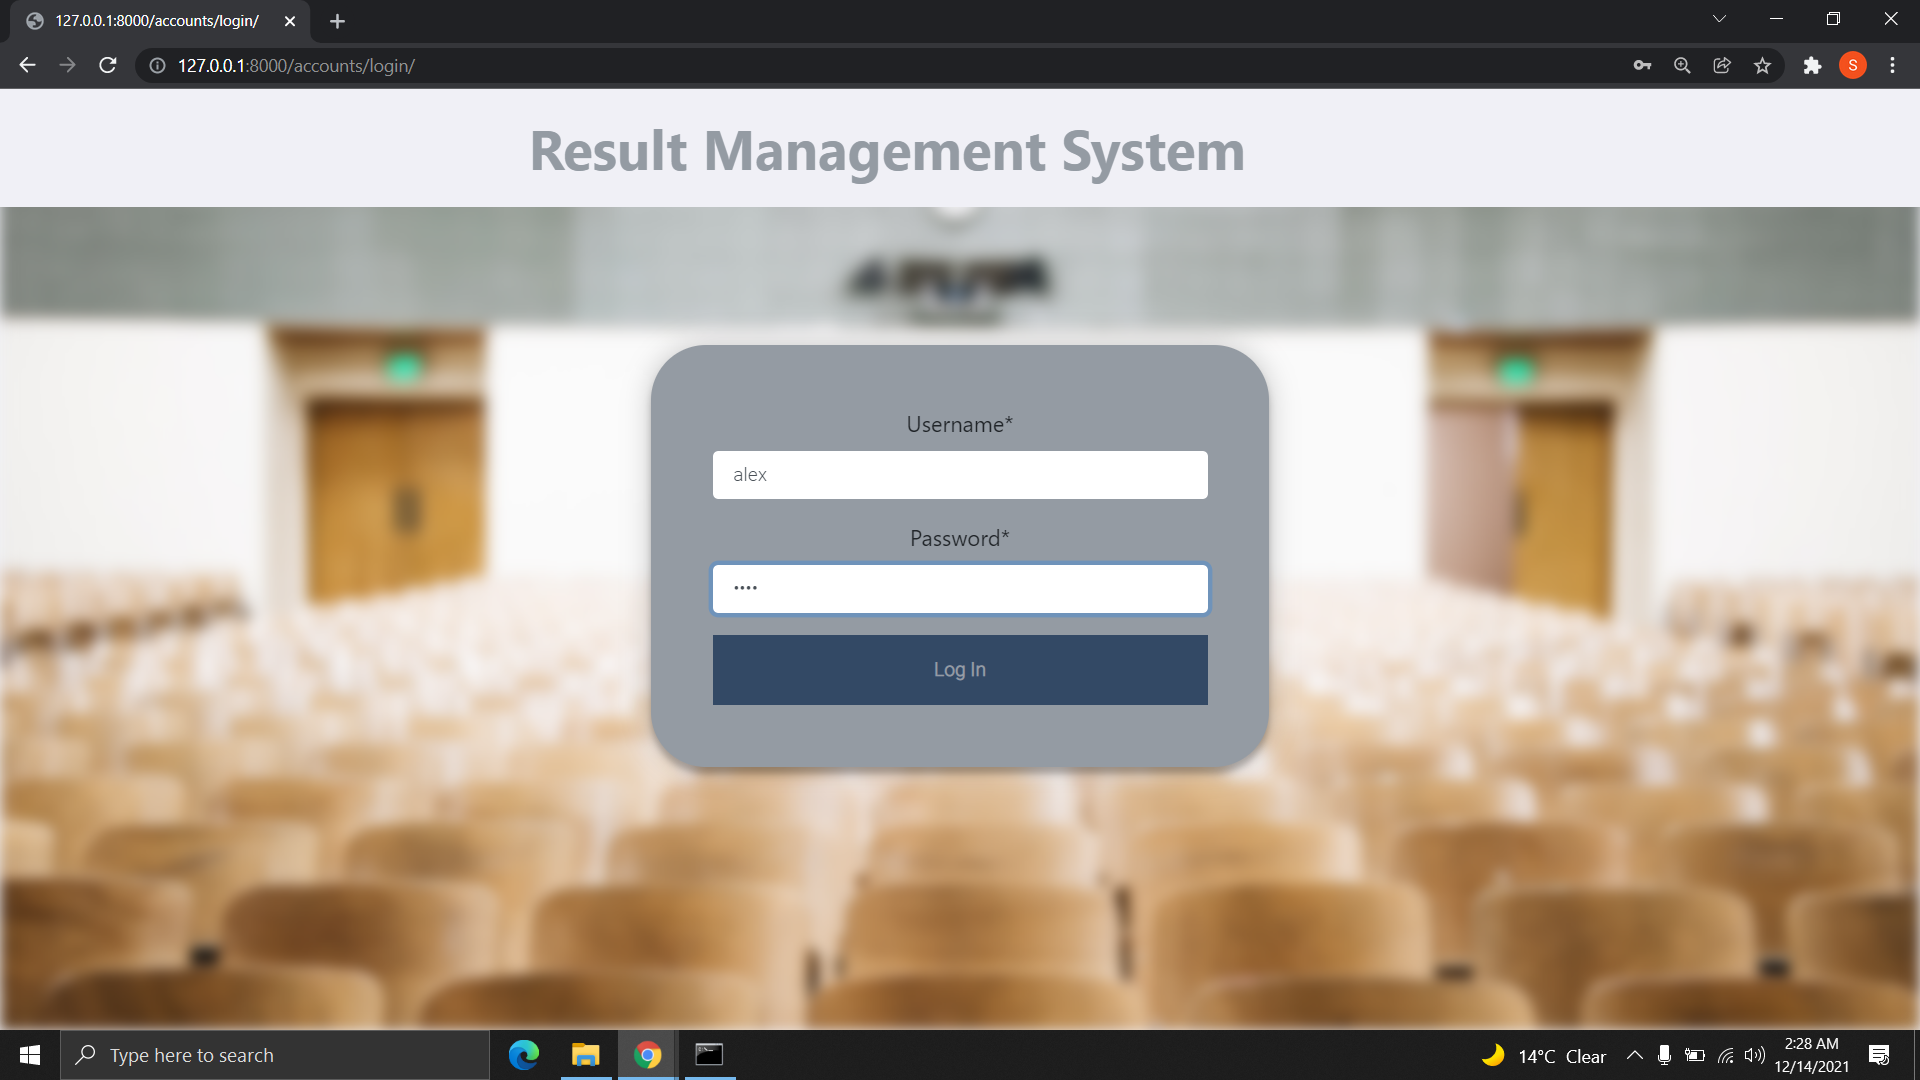 127.0.0.1:8000/accounts/login/
127.0.0.1:8000/accounts/login/
S
Result Management System
Username*
alex
Password*
••••
Log In
Type here to search
14°C Clear
2:28 AM
12/14/2021